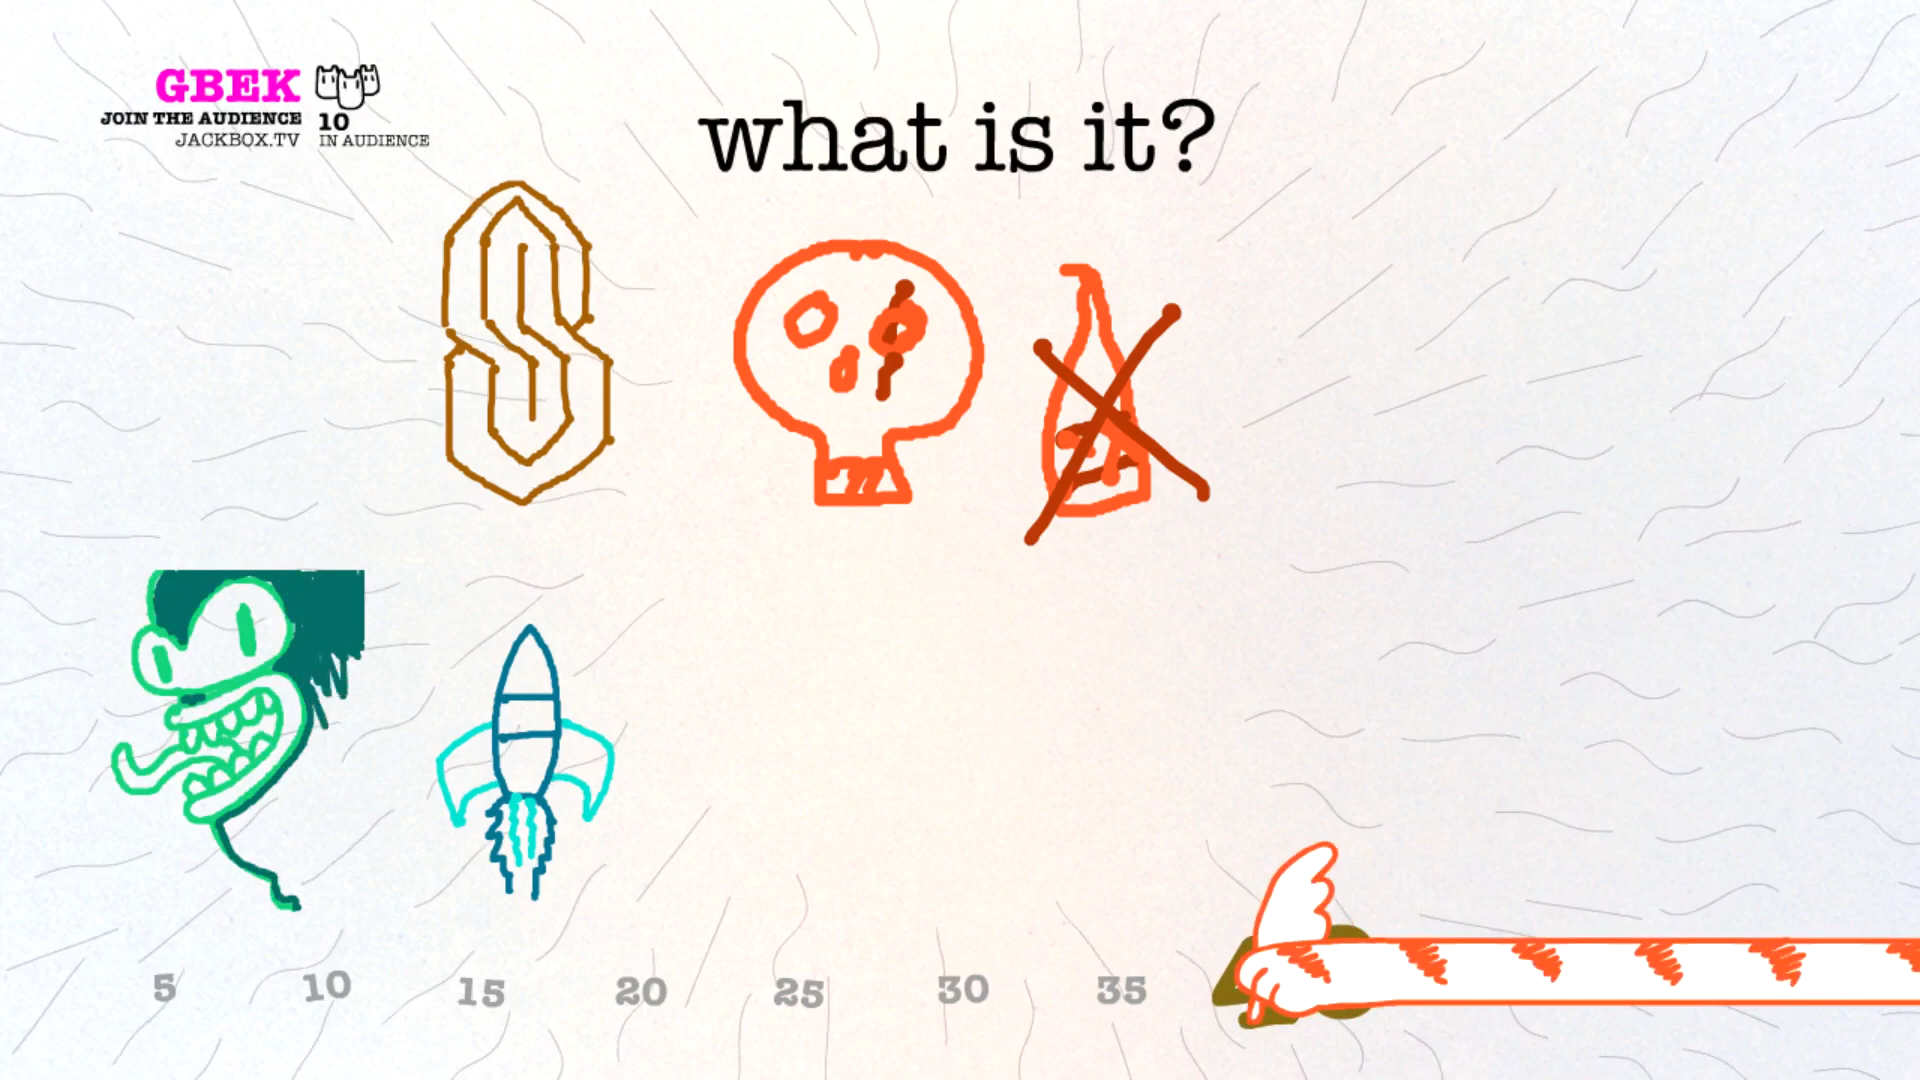 GBEK
JOIN THE AUDIENCE
JACKBOX.TV
10
IN AUDIENCE
what is it?
5 10 15 20 25 30 35